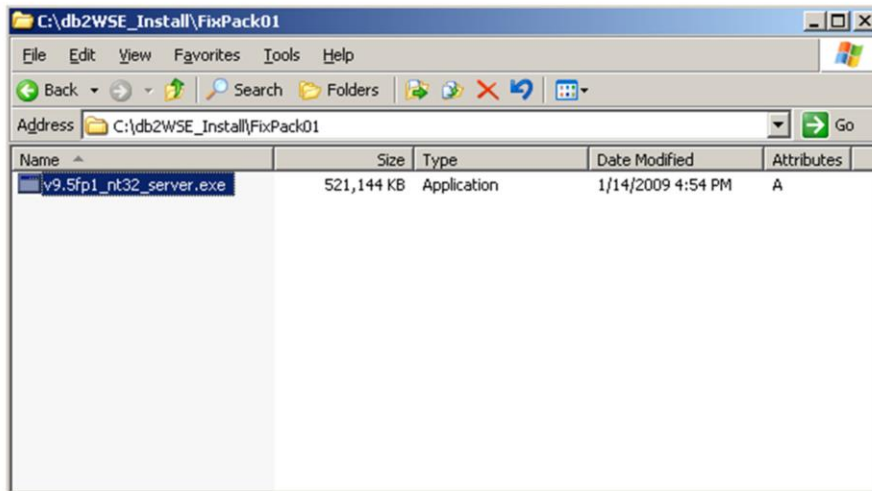 C:\db2WSE_Install\FixPack01
File Edit View Favorites Tools Help
Back Search Folders
Address C:\db2WSE_Install\FixPack01 Go
Name Size Type Date Modified Attributes
v9.5fp1_nt32_server.exe 521,144 KB Application 1/14/2009 4:54 PM A